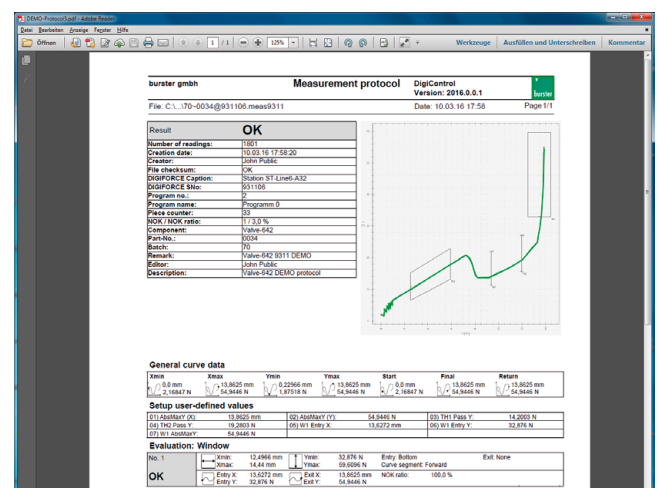 DEMO-Protocol3.pdf - Adobe Reader
Datei Bearbeiten Anzeige Fenster Hilfe
Öffnen 1 / 1 125% Werkzeuge Ausfüllen und Unterschreiben Kommentar
burster gmbh Measurement protocol DigiControl
Version: 2016.0.0.1
burster
File: C:\...\70~0034@931106.meas9311 Date: 10.03.16 17:58 Page 1/1
Result OK
Number of readings: 1801
Creation date: 10.03.16 17:58:20
Creator: John Public
File checksum: OK
DIGIFORCE Caption: Station ST-Line6-A32
DIGIFORCE SNo: 931106
Program no.: 2
Program name: Programm 0
Piece counter: 33
NOK / NOK ratio: 1 / 3,0 %
Component: Valve-642
Part-No.: 0034
Batch: 70
Remark: Valve-642 9311 DEMO
Editor: John Public
Description: Valve-642 DEMO protocol
General curve data
Xmin Xmax Ymin Ymax Start Final Return
0,0 mm 13,8625 mm 0,22966 mm 13,8625 mm 0,0 mm 13,8625 mm 13,8625 mm
2,16847 N 54,9446 N 1,87518 N 54,9446 N 2,16847 N 54,9446 N 54,9446 N
Setup user-defined values
01) AbsMaxY (X): 13,8625 mm 02) AbsMaxY (Y): 54,9446 N 03) TH1 Pass Y: 14,2003 N
04) TH2 Pass Y: 19,2803 N 05) W1 Entry X: 13,6272 mm 06) W1 Entry Y: 32,876 N
07) W1 AbsMaxY: 54,9446 N
Evaluation: Window
No. 1 Xmin: 12,4966 mm Ymin: 32,876 N Entry: Bottom Exit: None
Xmax: 14,44 mm Ymax: 59,6096 N Curve segment: Forward
OK Entry X: 13,6272 mm Exit X: 13,8625 mm NOK ratio: 100,0 %
Entry Y: 32,876 N Exit Y: 54,9446 N